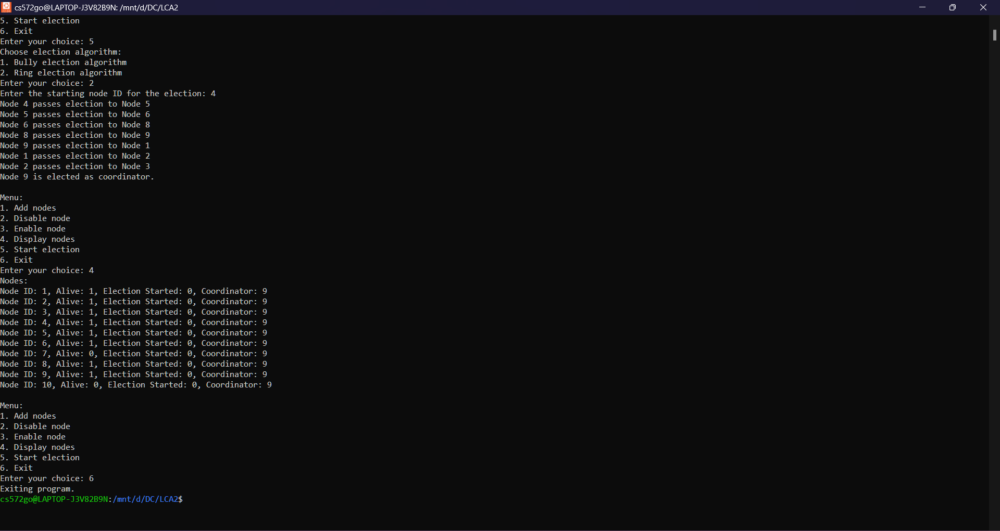 cs572go@LAPTOP-J3V82B9N: /mnt/d/DC/LCA2
5. Start election
6. Exit
Enter your choice: 5
Choose election algorithm:
1. Bully election algorithm
2. Ring election algorithm
Enter your choice: 2
Enter the starting node ID for the election: 4
Node 4 passes election to Node 5
Node 5 passes election to Node 6
Node 6 passes election to Node 8
Node 8 passes election to Node 9
Node 9 passes election to Node 1
Node 1 passes election to Node 2
Node 2 passes election to Node 3
Node 9 is elected as coordinator.
Menu:
1. Add nodes
2. Disable node
3. Enable node
4. Display nodes
5. Start election
6. Exit
Enter your choice: 4
Nodes:
Node ID: 1, Alive: 1, Election Started: 0, Coordinator: 9
Node ID: 2, Alive: 1, Election Started: 0, Coordinator: 9
Node ID: 3, Alive: 1, Election Started: 0, Coordinator: 9
Node ID: 4, Alive: 1, Election Started: 0, Coordinator: 9
Node ID: 5, Alive: 1, Election Started: 0, Coordinator: 9
Node ID: 6, Alive: 1, Election Started: 0, Coordinator: 9
Node ID: 7, Alive: 0, Election Started: 0, Coordinator: 9
Node ID: 8, Alive: 1, Election Started: 0, Coordinator: 9
Node ID: 9, Alive: 1, Election Started: 0, Coordinator: 9
Node ID: 10, Alive: 0, Election Started: 0, Coordinator: 9
Menu:
1. Add nodes
2. Disable node
3. Enable node
4. Display nodes
5. Start election
6. Exit
Enter your choice: 6
Exiting program.
cs572go@LAPTOP-J3V82B9N:/mnt/d/DC/LCA2$